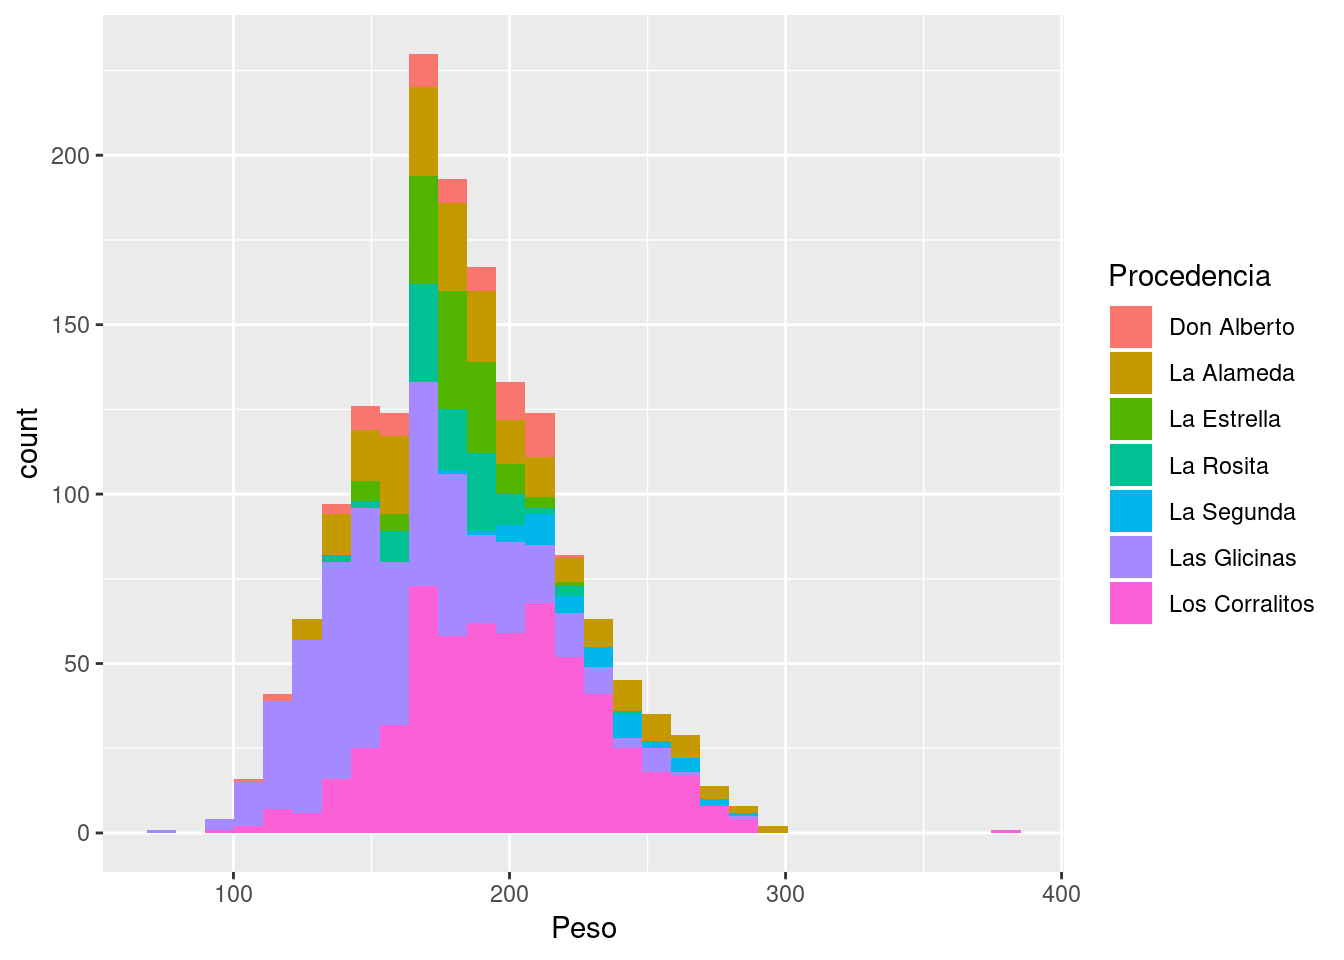 200
150
100
50
0
count
100
200
300
400
Peso
Procedencia
Don Alberto
La Alameda
La Estrella
La Rosita
La Segunda
Las Glicinas
Los Corralitos